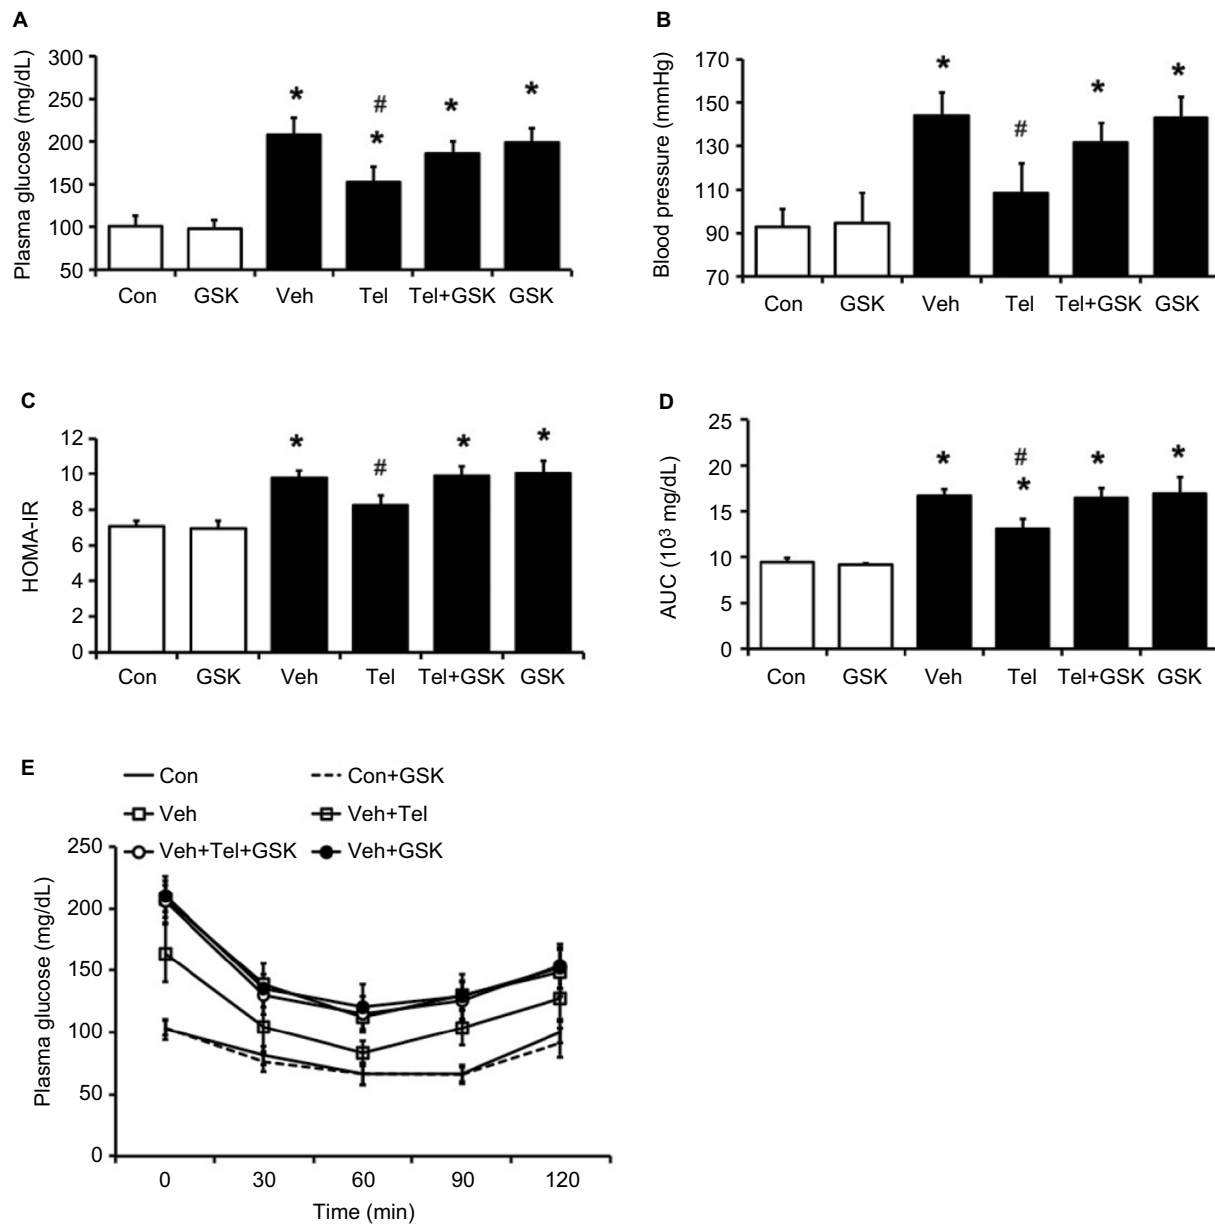 A
Plasma glucose (mg/dL)
300
250
200
150
100
50
*
#
*
*
*
Con GSK Veh Tel Tel+GSK GSK
B
Blood pressure (mmHg)
170
150
130
110
90
70
*
#
*
*
Con GSK Veh Tel Tel+GSK GSK
C
HOMA-IR
12
10
8
6
4
2
0
*
#
*
*
Con GSK Veh Tel Tel+GSK GSK
D
AUC (10³ mg/dL)
25
20
15
10
5
0
*
#
*
*
*
Con GSK Veh Tel Tel+GSK GSK
E
Con Con+GSK
Veh Veh+Tel
Veh+Tel+GSK Veh+GSK
Plasma glucose (mg/dL)
250
200
150
100
50
0
0 30 60 90 120
Time (min)